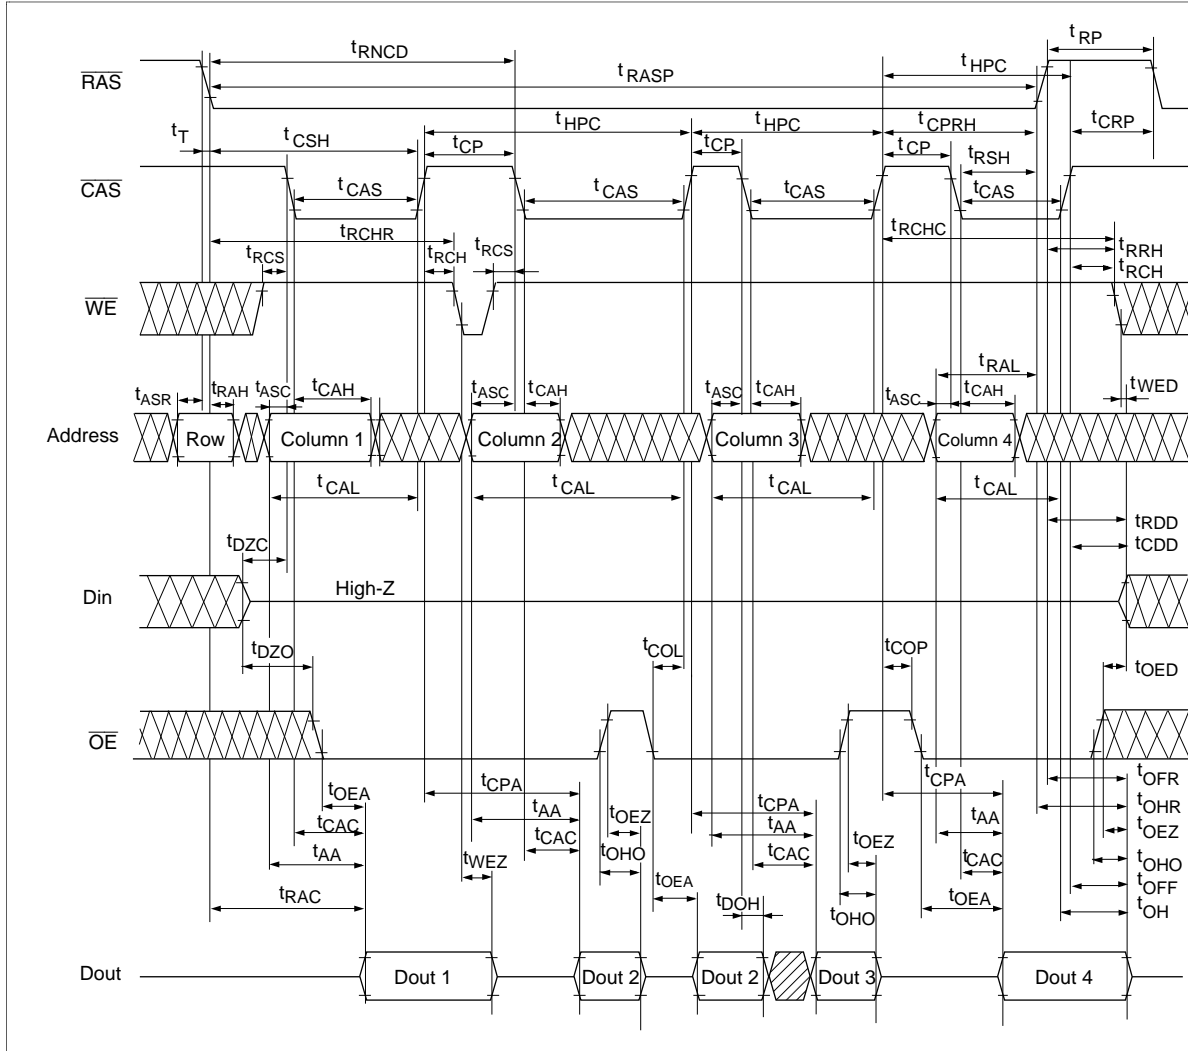 tRP
tRNCD
tHPC
RAS
tRASP
tHPC tHPC tCPRH
tCRP
tT tCSH
tCP tCP tCP
tRSH
CAS
tCAS tCAS tCAS tCAS
tRCHR
tRCHC
tRCS tRCH tRCS
tRRH
tRCH
WE
tRAL
tWED
tASR tRAH tASC tCAH tASC tCAH tASC tCAH tASC tCAH
Address Row Column 1 Column 2 Column 3 Column 4
tCAL tCAL tCAL tCAL
tRDD
tDZC
tCDD
Din High-Z
tDZO tCOL tCOP tOED
OE
tOEA tCPA tCPA tCPA tOFR
tOHR
tCAC tAA tOEZ tAA tAA tOEZ
tAA tWEZ tCAC tOHO tCAC tOEZ tCAC tOHO
tOFF
tRAC tOEA tDOH tOHO tOEA tOH
Dout Dout 1 Dout 2 Dout 2 Dout 3 Dout 4